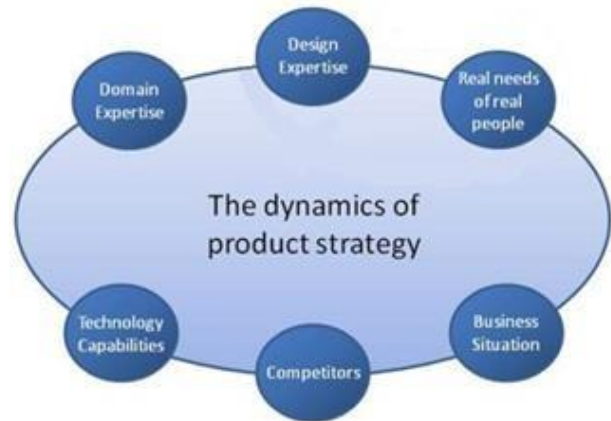 Design
Expertise
Domain
Expertise
Real needs
of real
people
The dynamics of
product strategy
Technology
Capabilities
Business
Situation
Competitors